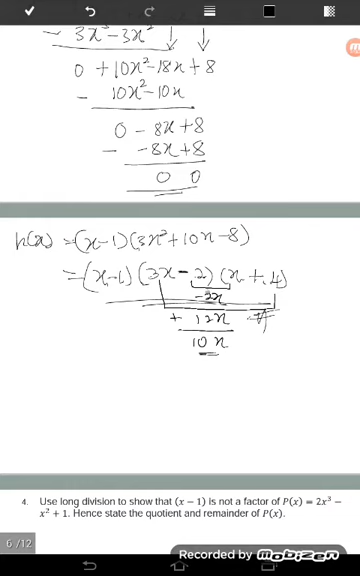 − 3x³ − 3x²
0 + 10x² − 18x + 8
− 10x² − 10x
0 − 8x + 8
− − 8x + 8
0 0
h(x) = (x−1)(3x² + 10x − 8)
= (x−1)(3x − 2)(x + 4)
−2x
+ 12x
10x
4. Use long division to show that (x − 1) Is not a factor of P(x) = 2x³ −
x² + 1. Hence state the quotient and remainder of P(x).
6 /12
Recorded by Mobizen